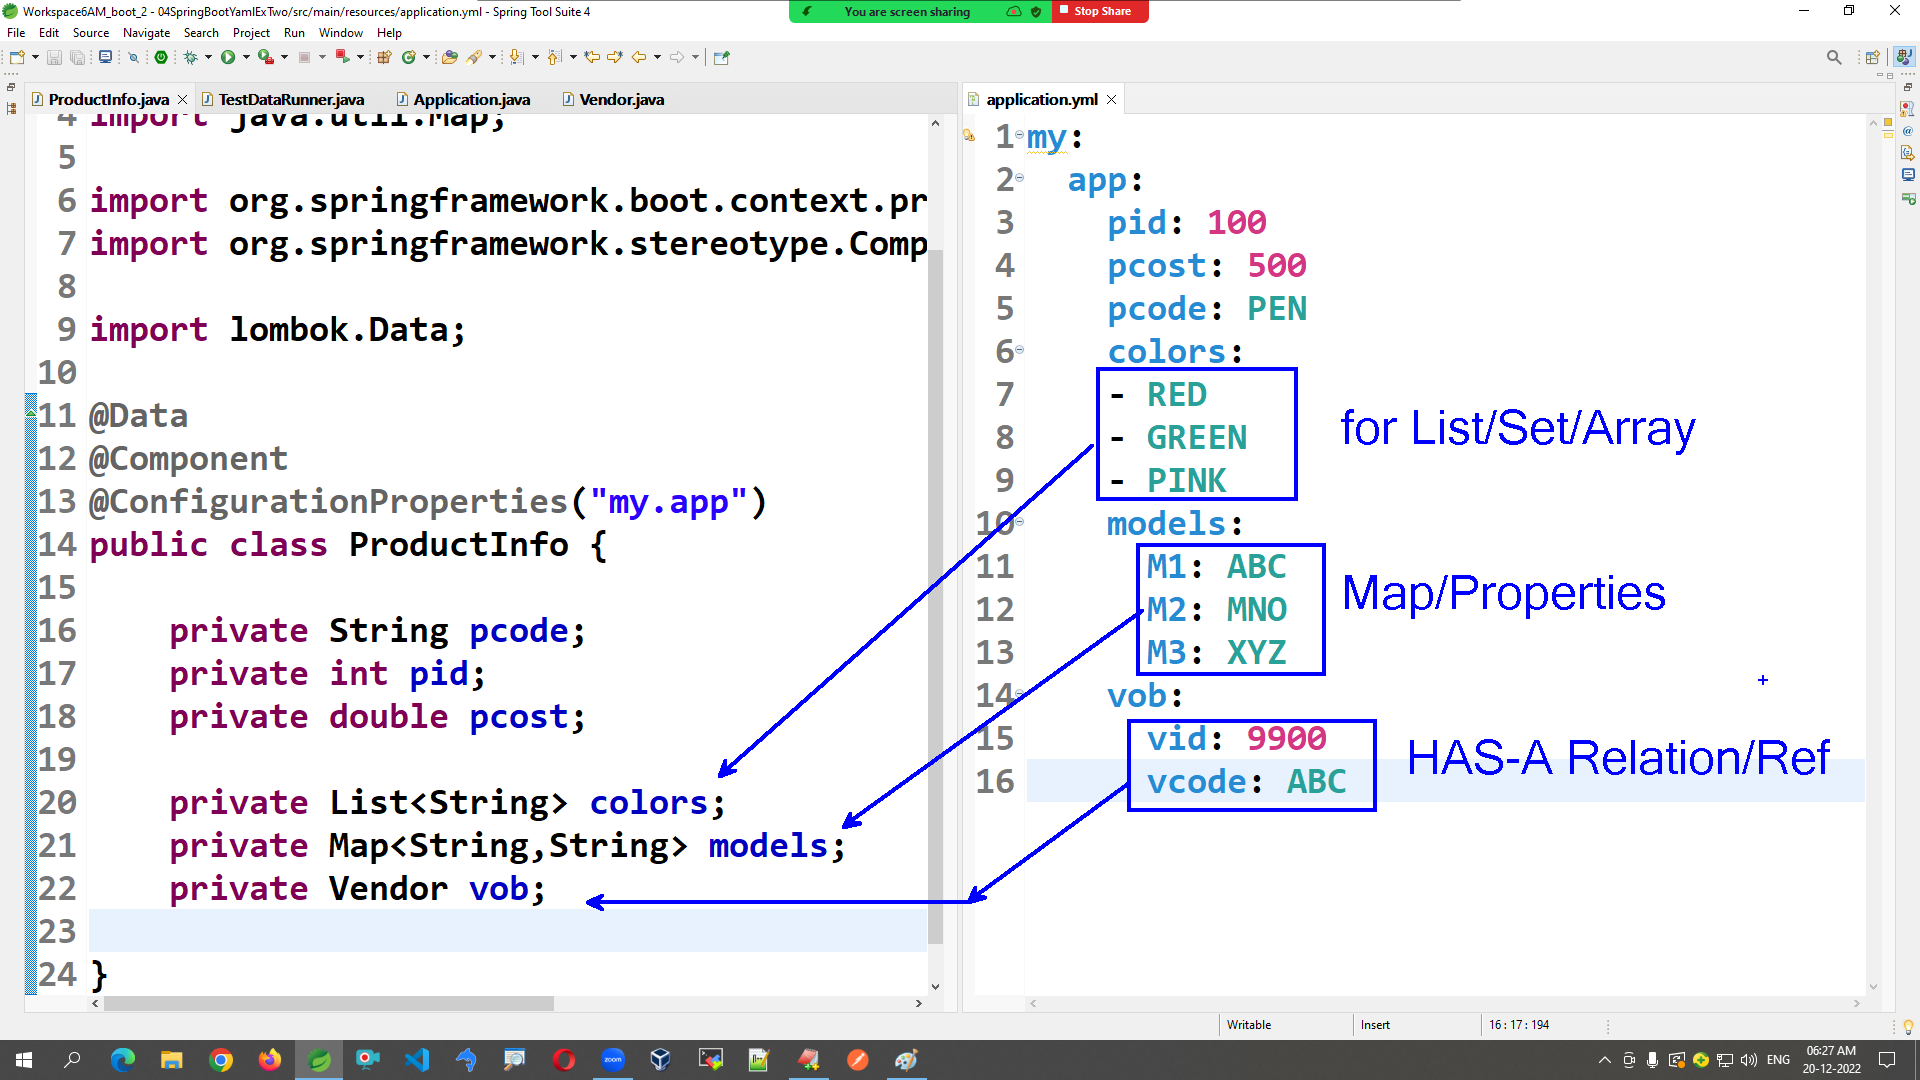 Workspace6AM_boot_2 - 04SpringBootYamlExTwo/src/main/resources/application.yml - Spring Tool Suite 4
You are screen sharing
Stop Share
File Edit Source Navigate Search Project Run Window Help
ProductInfo.java TestDataRunner.java Application.java Vendor.java
4 import java.util.Map;
5
6 import org.springframework.boot.context.pr
7 import org.springframework.stereotype.Comp
8
9 import lombok.Data;
10
11 @Data
12 @Component
13 @ConfigurationProperties("my.app")
14 public class ProductInfo {
15
16 private String pcode;
17 private int pid;
18 private double pcost;
19
20 private List<String> colors;
21 private Map<String,String> models;
22 private Vendor vob;
23
24 }
application.yml
1 my:
2 app:
3 pid: 100
4 pcost: 500
5 pcode: PEN
6 colors:
7 - RED
8 - GREEN
9 - PINK
10 models:
11 M1: ABC
12 M2: MNO
13 M3: XYZ
14 vob:
15 vid: 9900
16 vcode: ABC
for List/Set/Array
Map/Properties
HAS-A Relation/Ref
Writable Insert 16 : 17 : 194
zoom
ENG
06:27 AM
20-12-2022